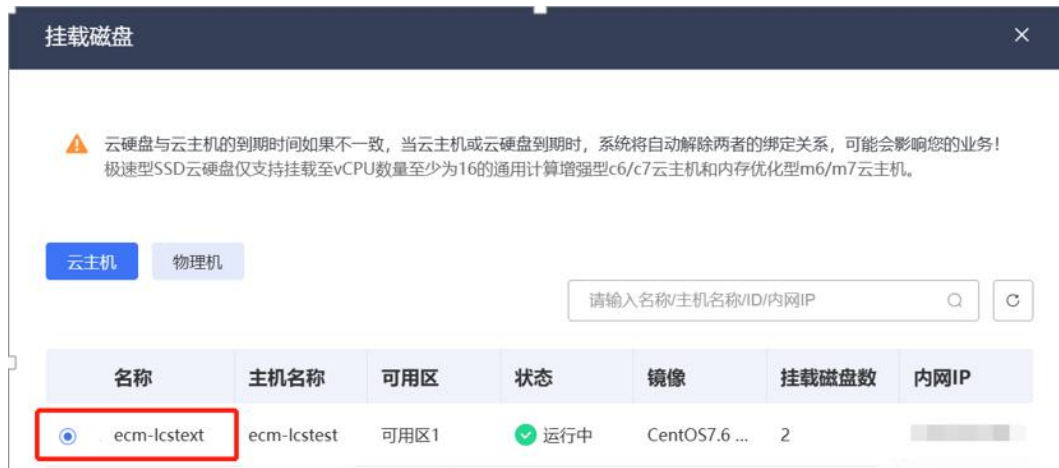 挂载磁盘
云硬盘与云主机的到期时间如果不一致，当云主机或云硬盘到期时，系统将自动解除两者的绑定关系，可能会影响您的业务！
极速型SSD云硬盘仅支持挂载至vCPU数量至少为16的通用计算增强型c6/c7云主机和内存优化型m6/m7云主机。
云主机 物理机
请输入名称/主机名称/ID/内网IP
名称 主机名称 可用区 状态 镜像 挂载磁盘数 内网IP
ecm-lcstext ecm-lcstest 可用区1 运行中 CentOS7.6 ... 2